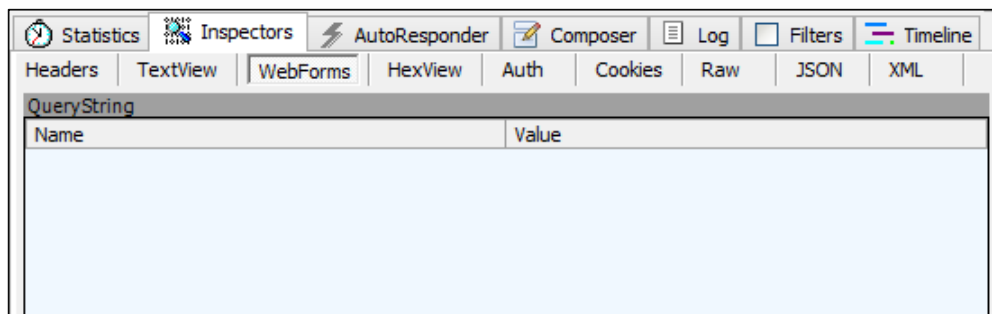 Statistics Inspectors AutoResponder Composer Log Filters Timeline
Headers TextView WebForms HexView Auth Cookies Raw JSON XML
QueryString
Name Value